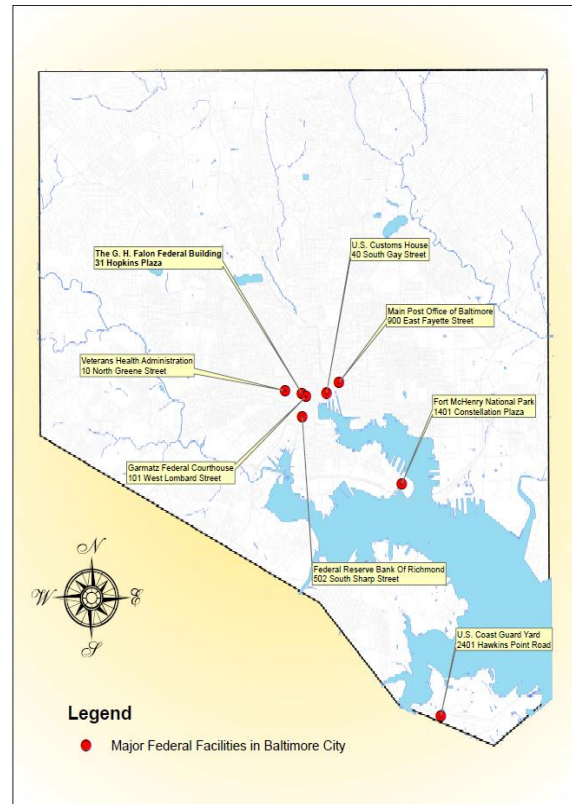 The G. H. Falon Federal Building
31 Hopkins Plaza
U.S. Customs House
40 South Gay Street
Main Post Office of Baltimore
900 East Fayette Street
Veterans Health Administration
10 North Greene Street
Fort McHenry National Park
1401 Constellation Plaza
Garmatz Federal Courthouse
101 West Lombard Street
Federal Reserve Bank Of Richmond
502 South Sharp Street
N
W E
S
U.S. Coast Guard Yard
2401 Hawkins Point Road
Legend
Major Federal Facilities in Baltimore City